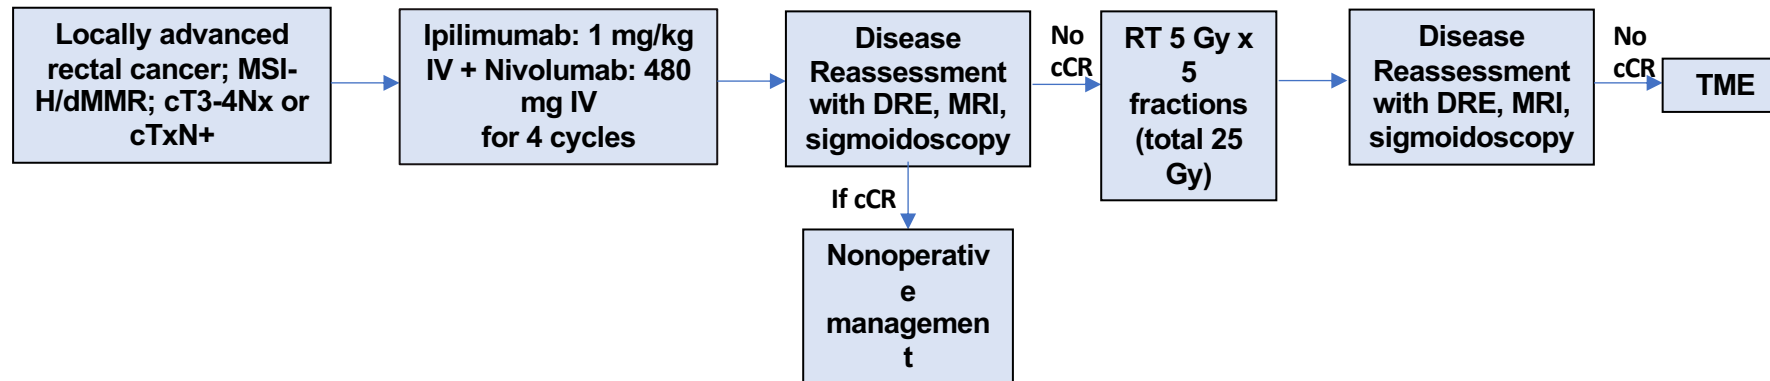 Locally advanced
rectal cancer; MSI-
H/dMMR; cT3-4Nx or
cTxN+
Ipilimumab: 1 mg/kg
IV + Nivolumab: 480
mg IV
for 4 cycles
Disease
Reassessment
with DRE, MRI,
sigmoidoscopy
No
cCR
RT 5 Gy x
5
fractions
(total 25
Gy)
Disease
Reassessment
with DRE, MRI,
sigmoidoscopy
No
cCR
TME
If cCR
Nonoperativ
e
managemen
t